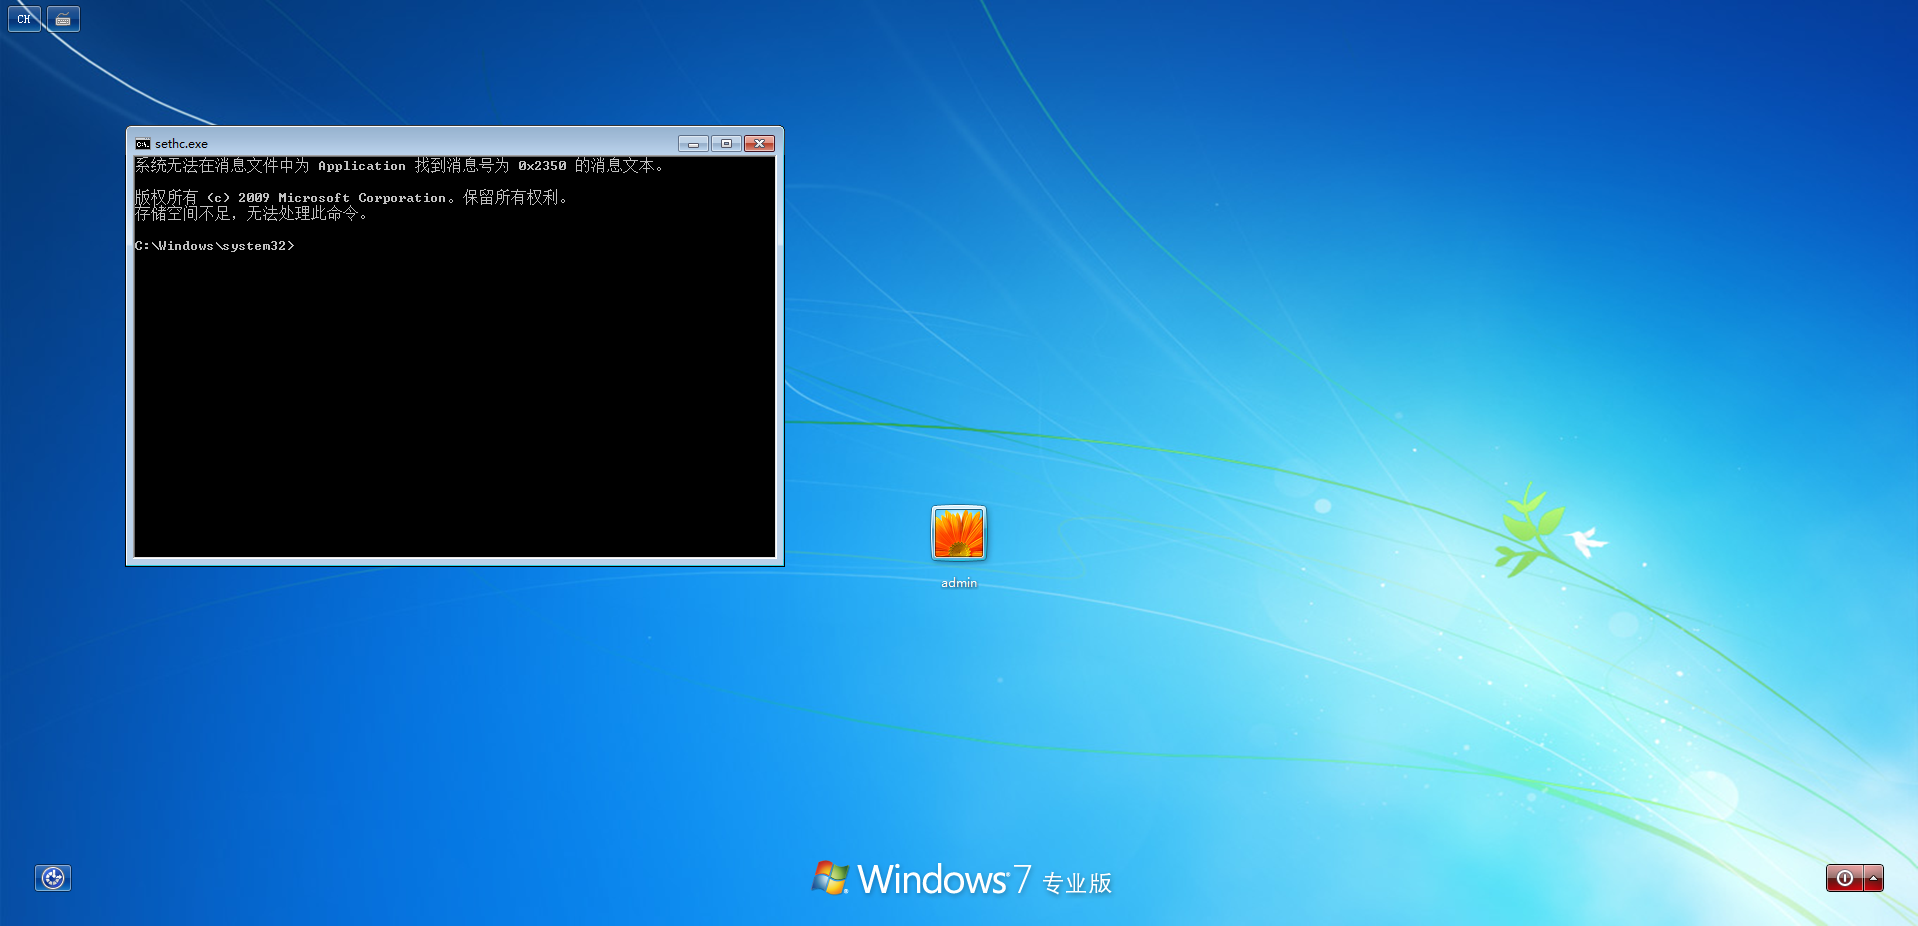 CH
sethc.exe
系统无法在消息文件中为 Application 找到消息号为 0x2350 的消息文本。
版权所有 (c) 2009 Microsoft Corporation。保留所有权利。
存储空间不足，无法处理此命令。
C:\Windows\system32>
admin
Windows 7 专业版